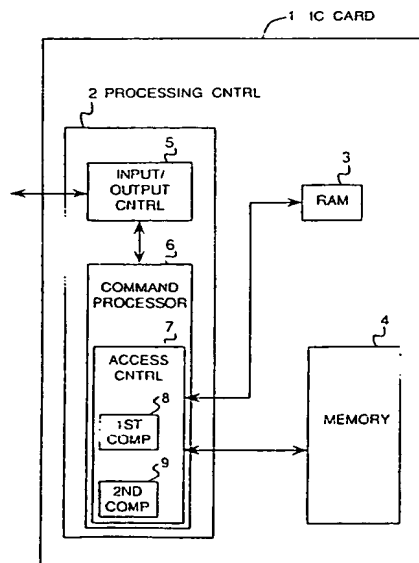 1 IC CARD
2 PROCESSING CNTRL
5
INPUT/
OUTPUT
CNTRL
3
RAM
6
COMMAND
PROCESSOR
7
ACCESS
CNTRL
8
1ST
COMP
9
2ND
COMP
4
MEMORY